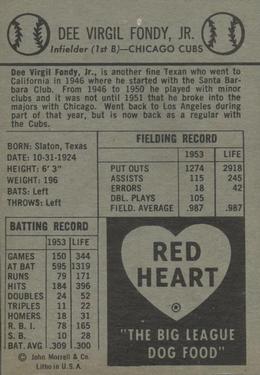 DEE VIRGIL FONDY, JR.
Infielder (1st B)—CHICAGO CUBS
Dee Virgil Fondy, Jr., is another fine Texan who went to
California in 1946 where he started with the Santa Bar-
bara Club. From 1946 to 1950 he played with minor
clubs and it was not until 1951 that he broke into the
majors with Chicago. Went back to Los Angeles during
part of that year, but is now back as a regular with
the Cubs.
BORN: Slaton, Texas
DATE: 10-31-1924
HEIGHT: 6' 3"
WEIGHT: 196
BATS: Left
THROWS: Left
FIELDING RECORD
1953 LIFE
PUT OUTS 1274 2918
ASSISTS 115 245
ERRORS 18 42
DBL. PLAYS 105
FIELD. AVERAGE .987 .987
BATTING RECORD
1953 LIFE
GAMES 150 344
AT BAT 595 1319
RUNS 79 171
HITS 184 396
DOUBLES 24 52
TRIPLES 11 22
HOMERS 18 31
R. B. I. 78 165
S. B. 10 28
BAT. AVG .309 .300
© John Morrell & Co.
Litho in U.S.A.
RED
HEART
®
"THE BIG LEAGUE
DOG FOOD"